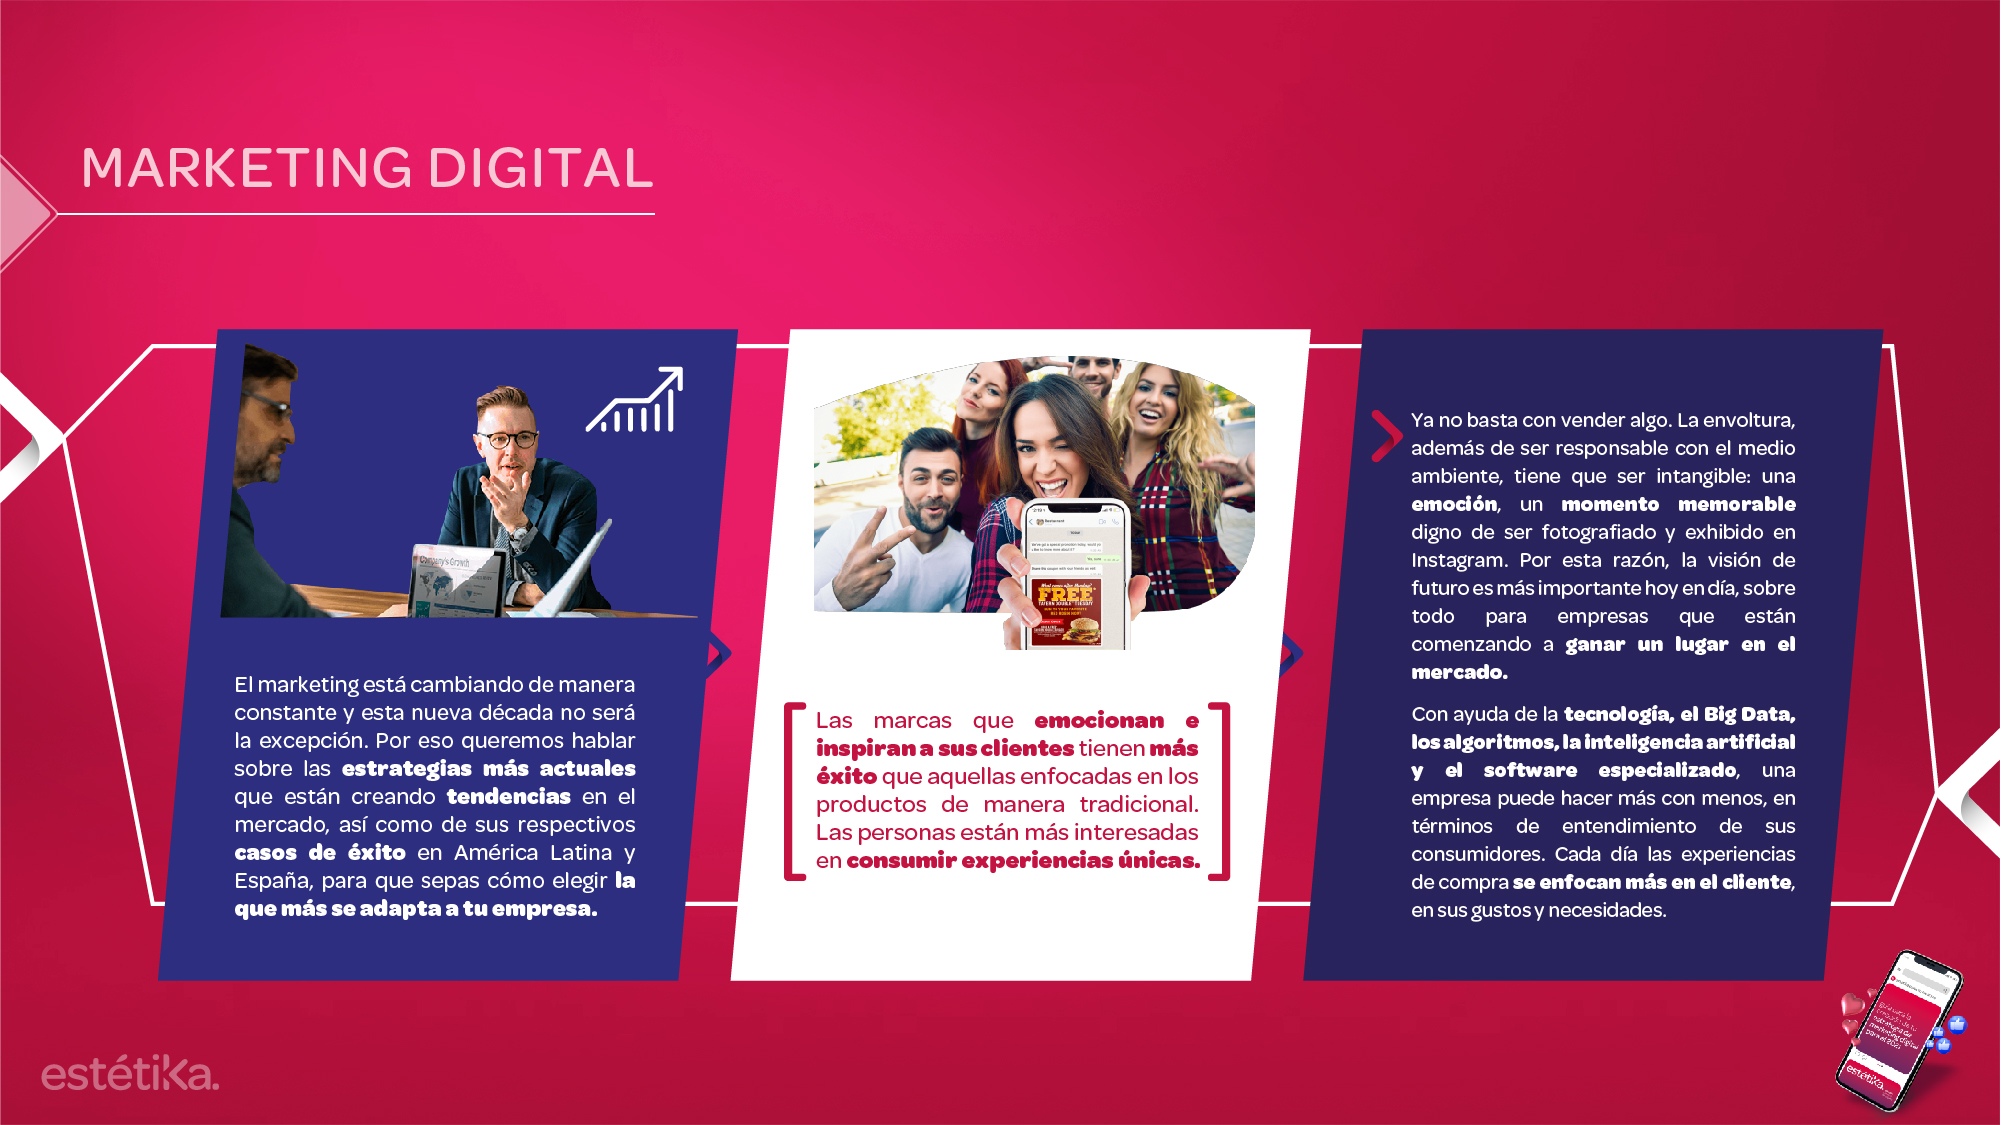 MARKETING DIGITAL
Company's Growth
El marketing está cambiando de manera
constante y esta nueva década no será
la excepción. Por eso queremos hablar
sobre las estrategias más actuales
que están creando tendencias en el
mercado, así como de sus respectivos
casos de éxito en América Latina y
España, para que sepas cómo elegir la
que más se adapta a tu empresa.
Restaurant
TODAY
FREE
Las marcas que emocionan e
inspiran a sus clientes tienen más
éxito que aquellas enfocadas en los
productos de manera tradicional.
Las personas están más interesadas
en consumir experiencias únicas.
Ya no basta con vender algo. La envoltura,
además de ser responsable con el medio
ambiente, tiene que ser intangible: una
emoción, un momento memorable
digno de ser fotografiado y exhibido en
Instagram. Por esta razón, la visión de
futuro es más importante hoy en día, sobre
todo para empresas que están
comenzando a ganar un lugar en el
mercado.
Con ayuda de la tecnología, el Big Data,
los algoritmos, la inteligencia artificial
y el software especializado, una
empresa puede hacer más con menos, en
términos de entendimiento de sus
consumidores. Cada día las experiencias
de compra se enfocan más en el cliente,
en sus gustos y necesidades.
estétika.
estétika.